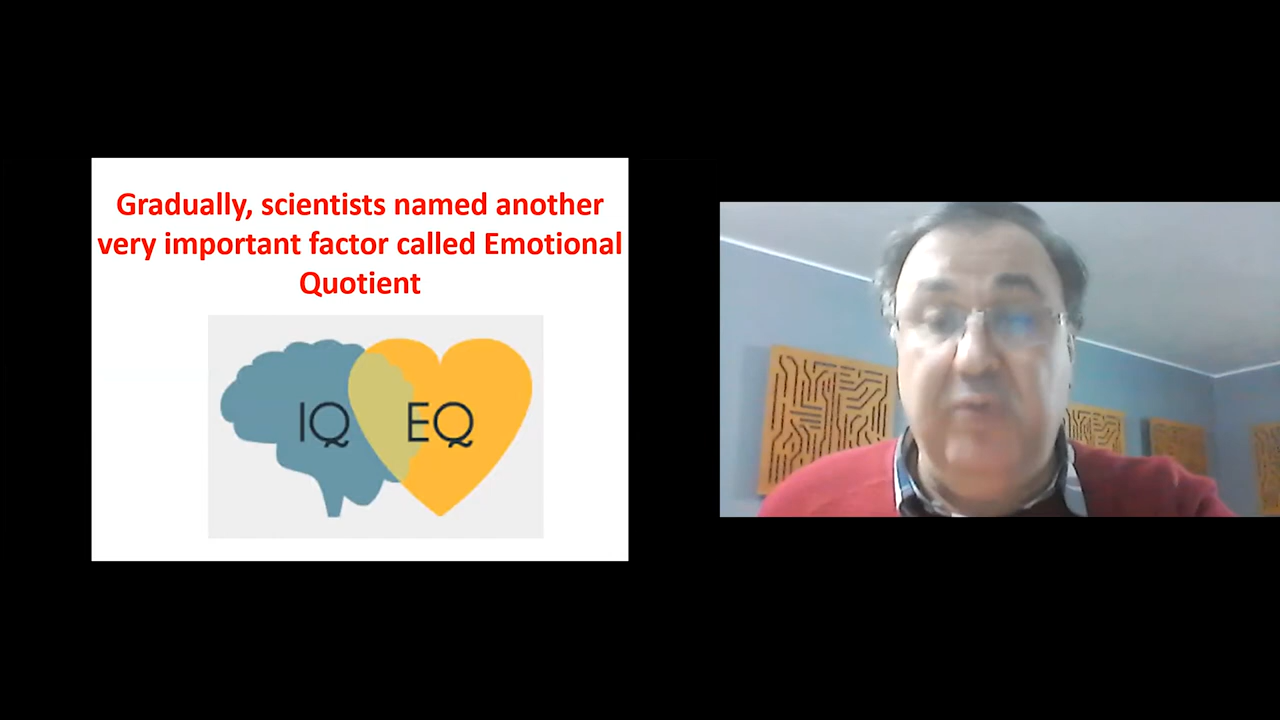 Gradually, scientists named another
very important factor called Emotional
Quotient
IQ EQ